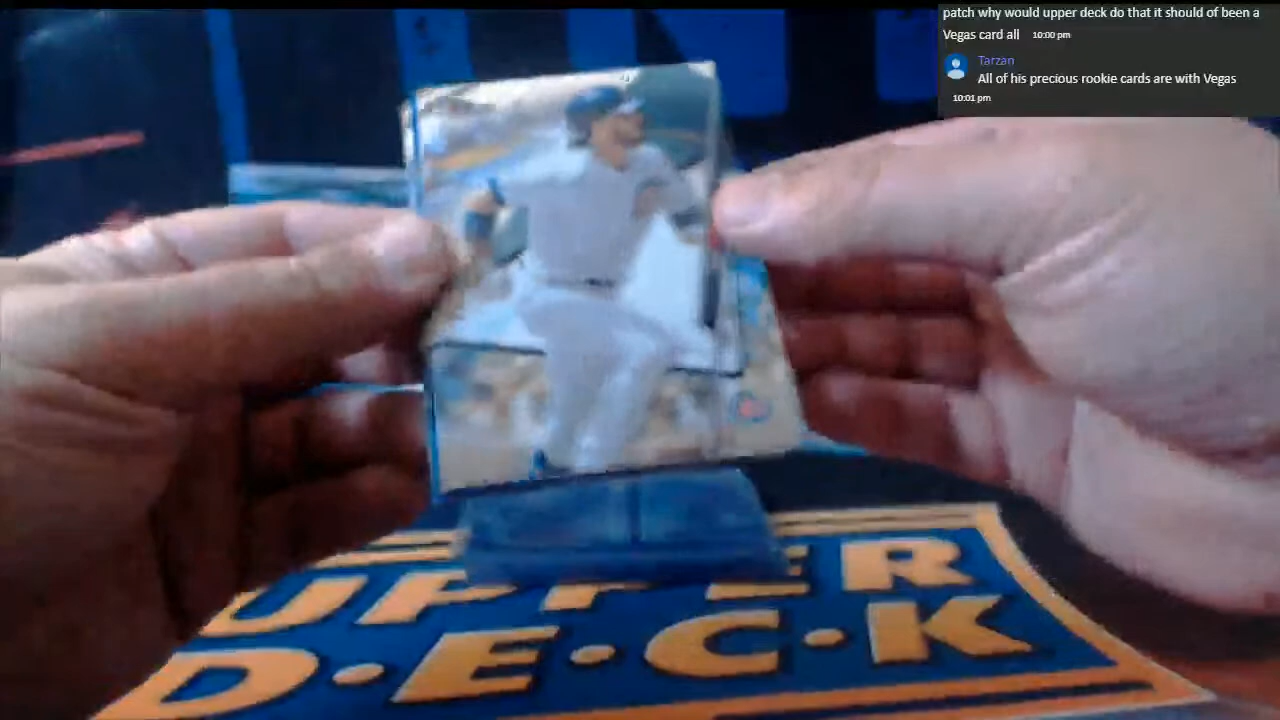 patch why would upper deck do that it should of been a
Vegas card all 10:00 pm
Tarzan
All of his precious rookie cards are with Vegas
10:01 pm
UPPER
D·E·C·K